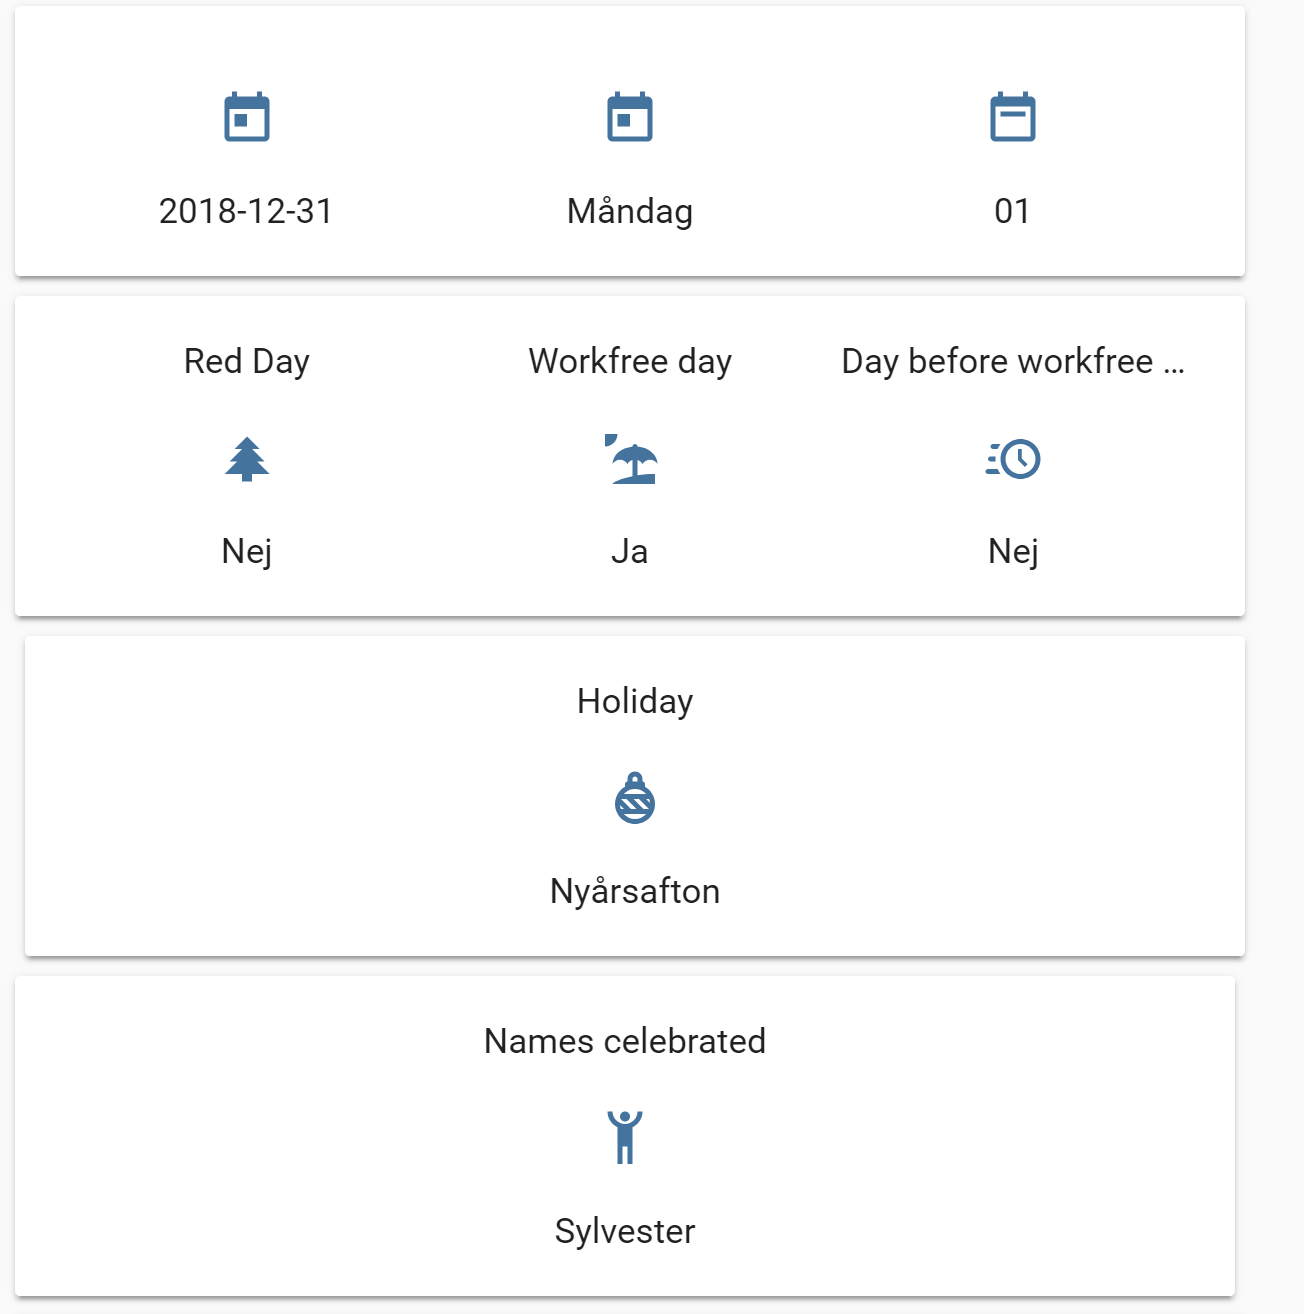 2018-12-31
Måndag
01
Red Day
Workfree day
Day before workfree ...
Nej
Ja
Nej
Holiday
Nyårsafton
Names celebrated
Sylvester